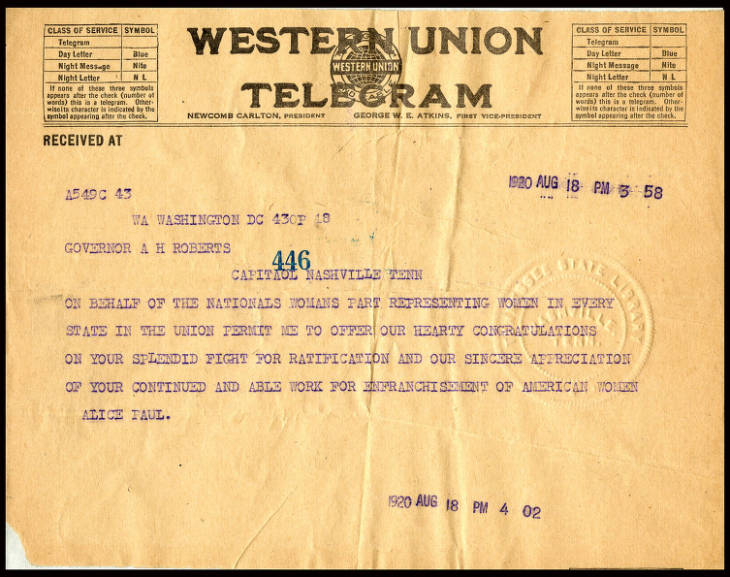 CLASS OF SERVICE SYMBOL
Telegram
Day Letter Blue
Night Message Nite
Night Letter N L
If none of these three symbols
appears after the check (number of
words) this is a telegram. Other-
wise its character is indicated by the
symbol appearing after the check.
WESTERN UNION
WESTERN UNION
TELEGRAM
NEWCOMB CARLTON, PRESIDENT GEORGE W. E. ATKINS, FIRST VICE-PRESIDENT
CLASS OF SERVICE SYMBOL
Telegram
Day Letter Blue
Night Message Nite
Night Letter N L
If none of these three symbols
appears after the check (number of
words) this is a telegram. Other-
wise its character is indicated by the
symbol appearing after the check.
RECEIVED AT
1920 AUG 18 PM 3 58
A549C 43
WA WASHINGTON DC 430P 18
GOVERNOR A H ROBERTS
446
CAPITAOL NASHVILLE TENN
ON BEHALF OF THE NATIONALS WOMANS PART REPRESENTING WOMEN IN EVERY
STATE IN THE UNION PERMIT ME TO OFFER OUR HEARTY CONGRATULATIONS
ON YOUR SPLENDID FIGHT FOR RATIFICATION AND OUR SINCERE APPRECIATION
OF YOUR CONTINUED AND ABLE WORK FOR ENFRANCHISEMENT OF AMERICAN WOMEN
ALICE PAUL.
STATE LIBRARY
1920 AUG 18 PM 4 02